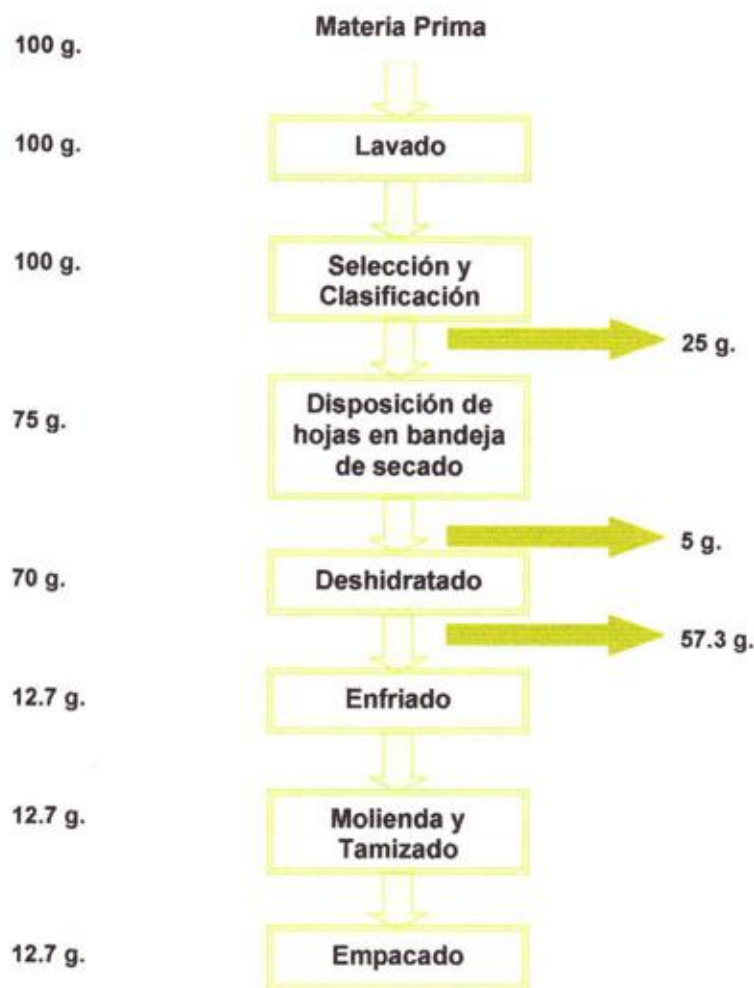 Materia Prima
100 g.
100 g.
Lavado
100 g.
Selección y
Clasificación
25 g.
75 g.
Disposición de
hojas en bandeja
de secado
5 g.
70 g.
Deshidratado
57.3 g.
12.7 g.
Enfriado
12.7 g.
Molienda y
Tamizado
12.7 g.
Empacado